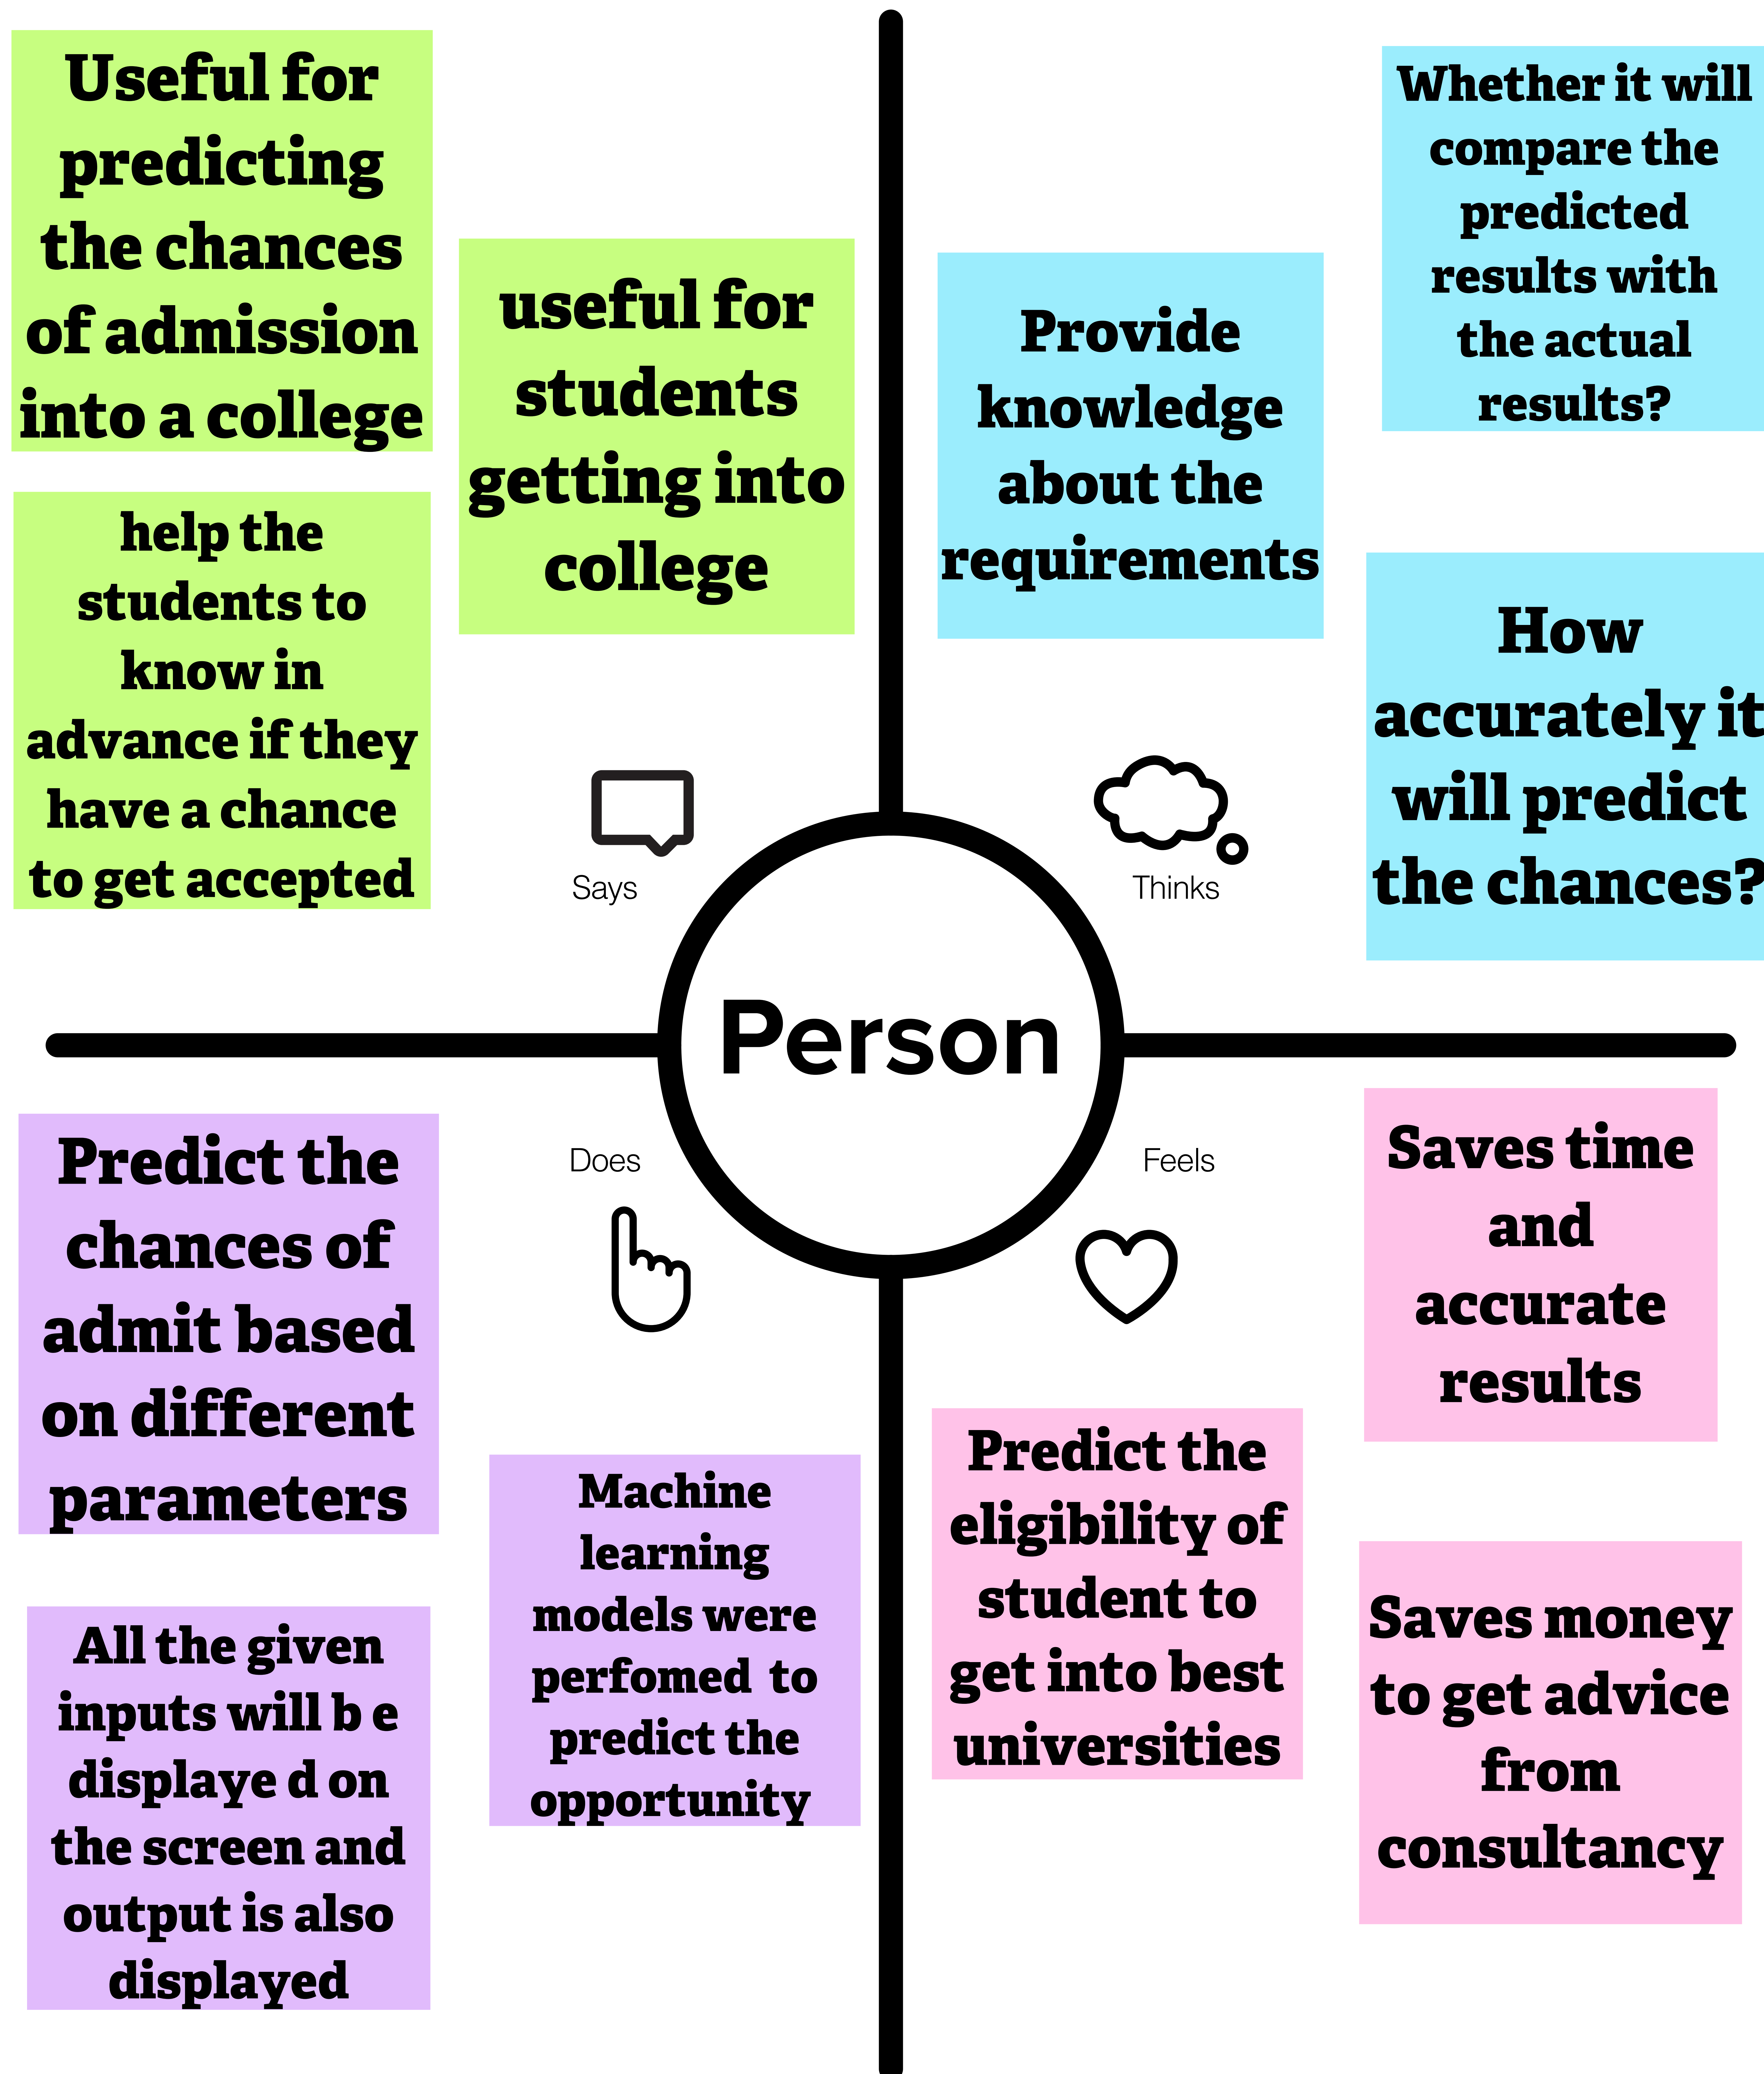 Useful for
predicting
the chances
of admission
into a college
useful for
students
getting into
college
help the
students to
know in
advance if they
have a chance
to get accepted
Says
Provide
knowledge
about the
requirements
Whether it will
compare the
predicted
results with
the actual
results?
How
accurately it
will predict
the chances?
Thinks
Person
Does
Predict the
chances of
admit based
on different
parameters
Machine
learning
models were
perfomed  to
predict the
opportunity
All the given
inputs will b e
displaye d on
the screen and
output is also
displayed
Feels
Saves time
and
accurate
results
Predict the
eligibility of
student to
get into best
universities
Saves money
to get advice
from
consultancy